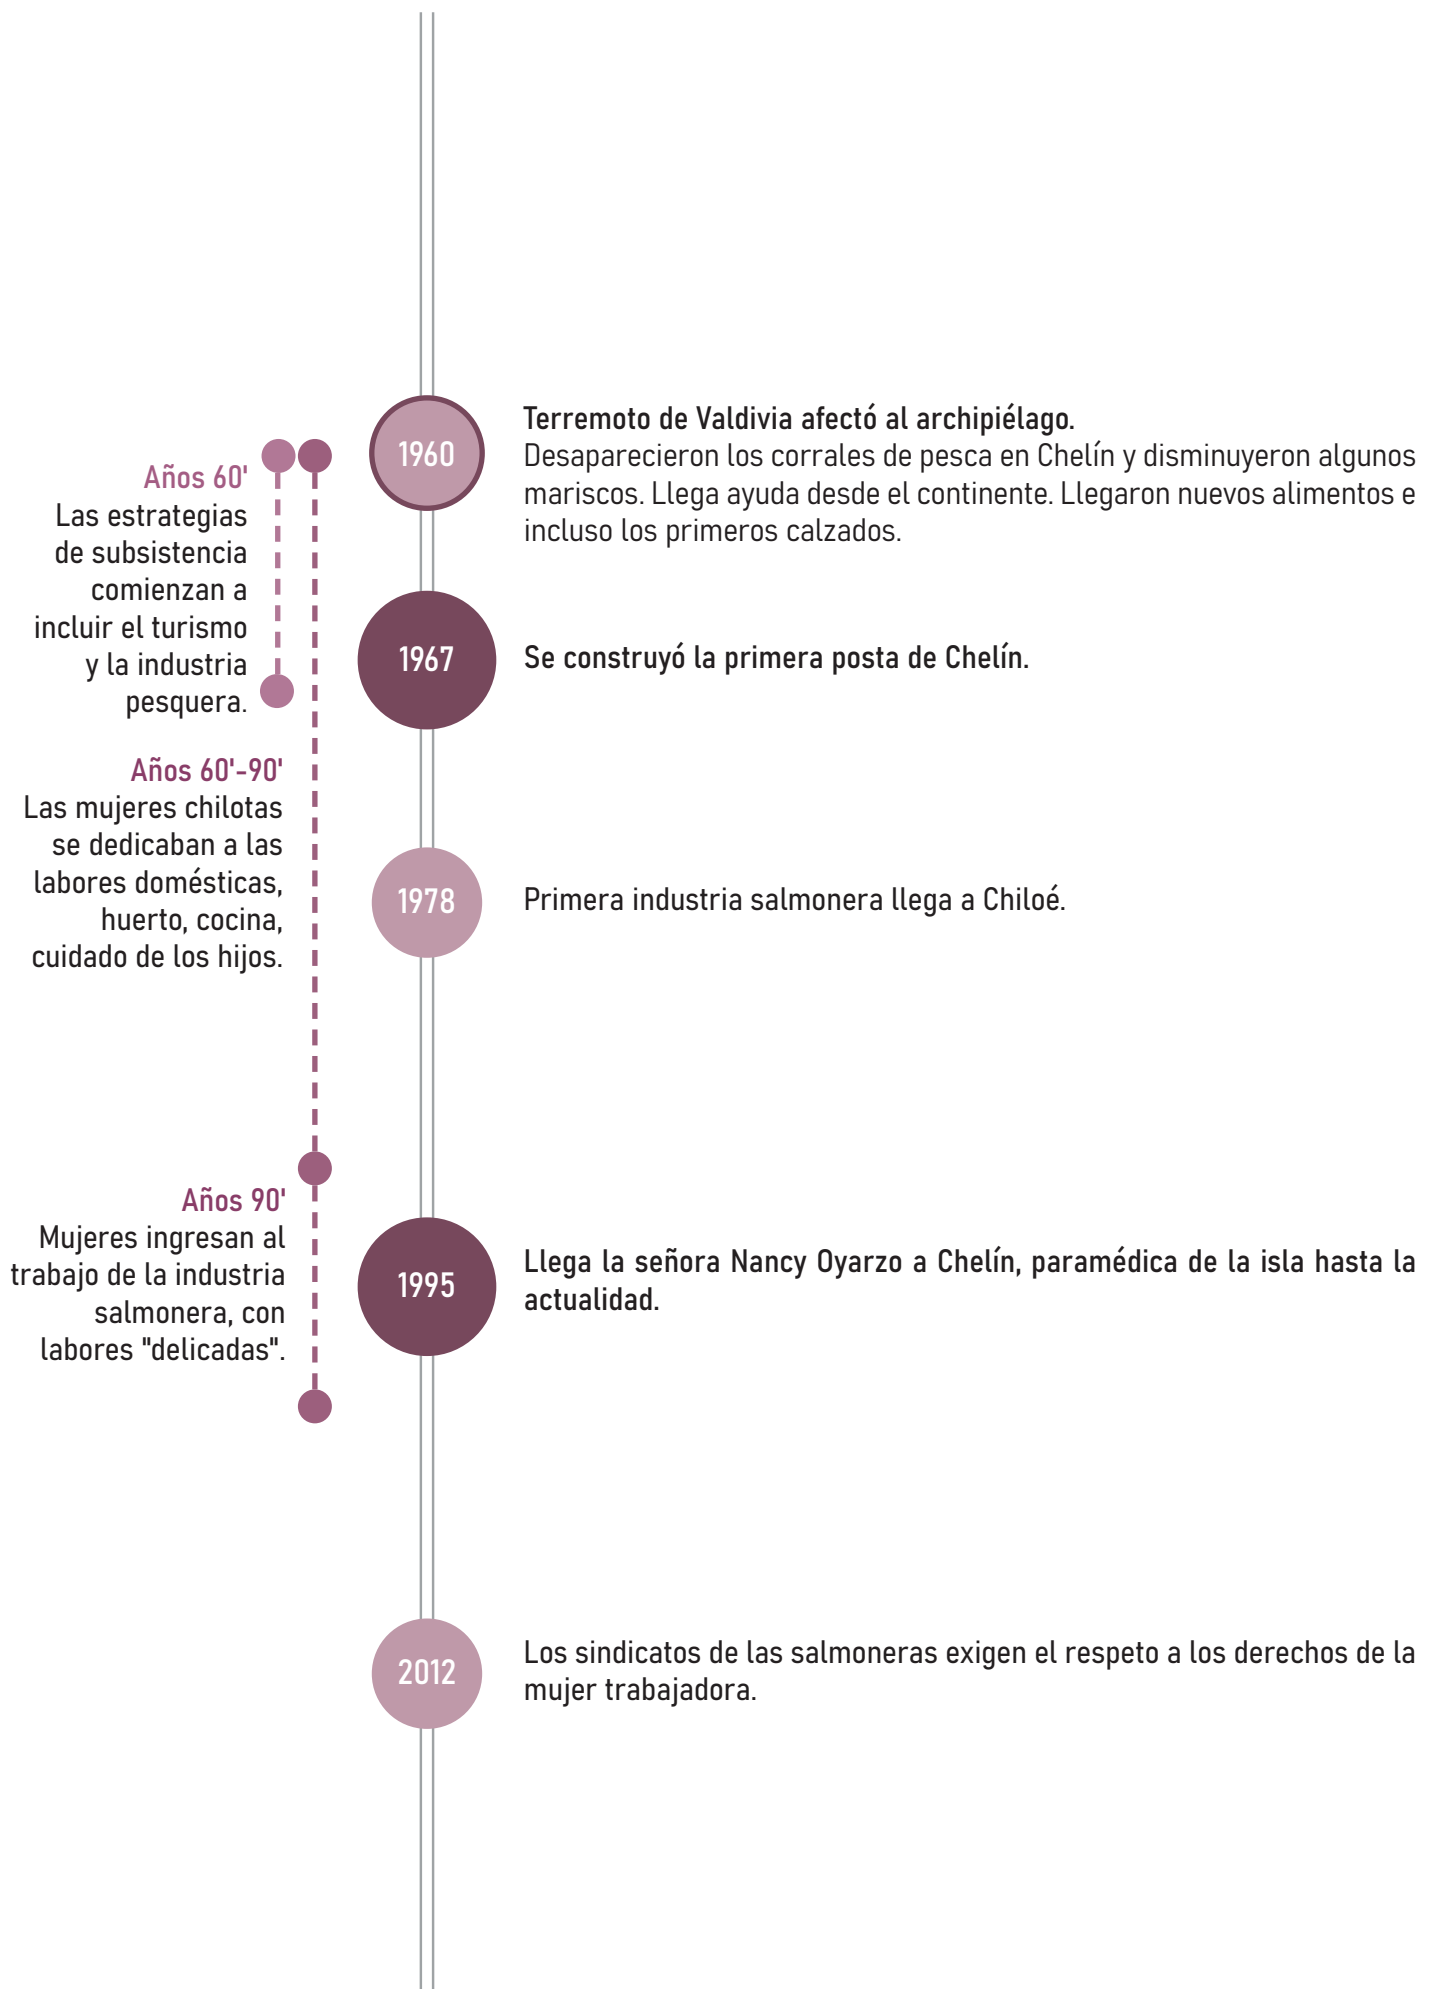 1960
Terremoto de Valdivia afectó al archipiélago.
Desaparecieron los corrales de pesca en Chelín y disminuyeron algunos
mariscos. Llega ayuda desde el continente. Llegaron nuevos alimentos e
incluso los primeros calzados.
Años 60'
Las estrategias
de subsistencia
comienzan a
incluir el turismo
y la industria
pesquera.
1967
Se construyó la primera posta de Chelín.
Años 60'-90'
Las mujeres chilotas
se dedicaban a las
labores domésticas,
huerto, cocina,
cuidado de los hijos.
1978
Primera industria salmonera llega a Chiloé.
Años 90'
Mujeres ingresan al
trabajo de la industria
salmonera, con
labores "delicadas".
1995
Llega la señora Nancy Oyarzo a Chelín, paramédica de la isla hasta la
actualidad.
2012
Los sindicatos de las salmoneras exigen el respeto a los derechos de la
mujer trabajadora.